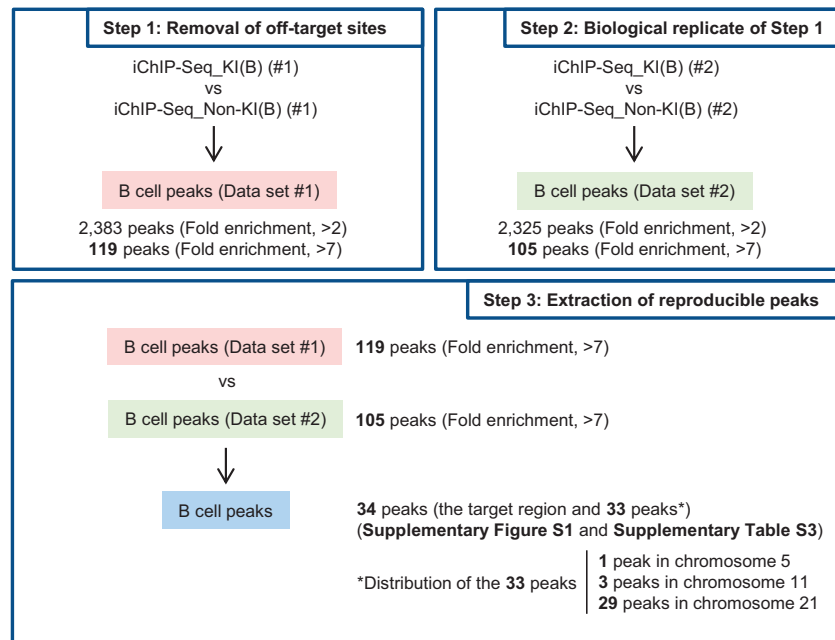 Step 1: Removal of off-target sites
iChIP-Seq_KI(B) (#1)
vs
iChIP-Seq_Non-KI(B) (#1)
B cell peaks (Data set #1)
2,383 peaks (Fold enrichment, >2)
119 peaks (Fold enrichment, >7)
Step 2: Biological replicate of Step 1
iChIP-Seq_KI(B) (#2)
vs
iChIP-Seq_Non-KI(B) (#2)
B cell peaks (Data set #2)
2,325 peaks (Fold enrichment, >2)
105 peaks (Fold enrichment, >7)
Step 3: Extraction of reproducible peaks
B cell peaks (Data set #1)
119 peaks (Fold enrichment, >7)
vs
B cell peaks (Data set #2)
105 peaks (Fold enrichment, >7)
B cell peaks
34 peaks (the target region and 33 peaks*)
(Supplementary Figure S1 and Supplementary Table S3)
*Distribution of the 33 peaks
1 peak in chromosome 5
3 peaks in chromosome 11
29 peaks in chromosome 21